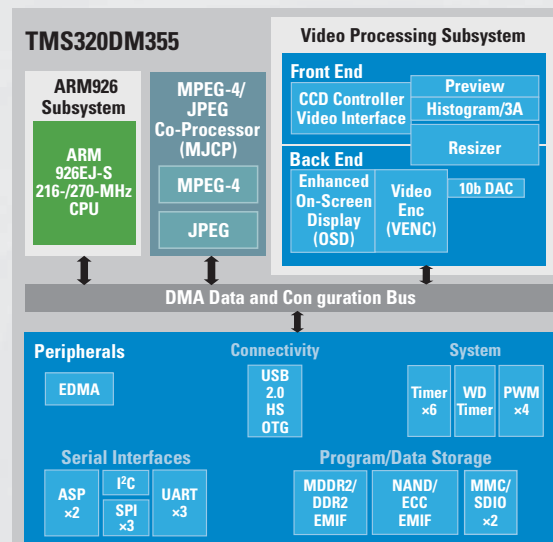 TMS320DM355
ARM926
Subsystem
ARM
926EJ-S
216-/270-MHz
CPU
MPEG-4/
JPEG
Co-Processor
(MJCP)
MPEG-4
JPEG
Video Processing Subsystem
Front End
CCD Controller
Video Interface
Preview
Histogram/3A
Resizer
Back End
Enhanced
On-Screen
Display
(OSD)
Video
Enc
(VENC)
10b DAC
DMA Data and Con guration Bus
Peripherals
EDMA
Connectivity
USB
2.0
HS
OTG
System
Timer
×6
WD
Timer
PWM
×4
Serial Interfaces
ASP
×2
I²C
SPI
×3
UART
×3
Program/Data Storage
MDDR2/
DDR2
EMIF
NAND/
ECC
EMIF
MMC/
SDIO
×2